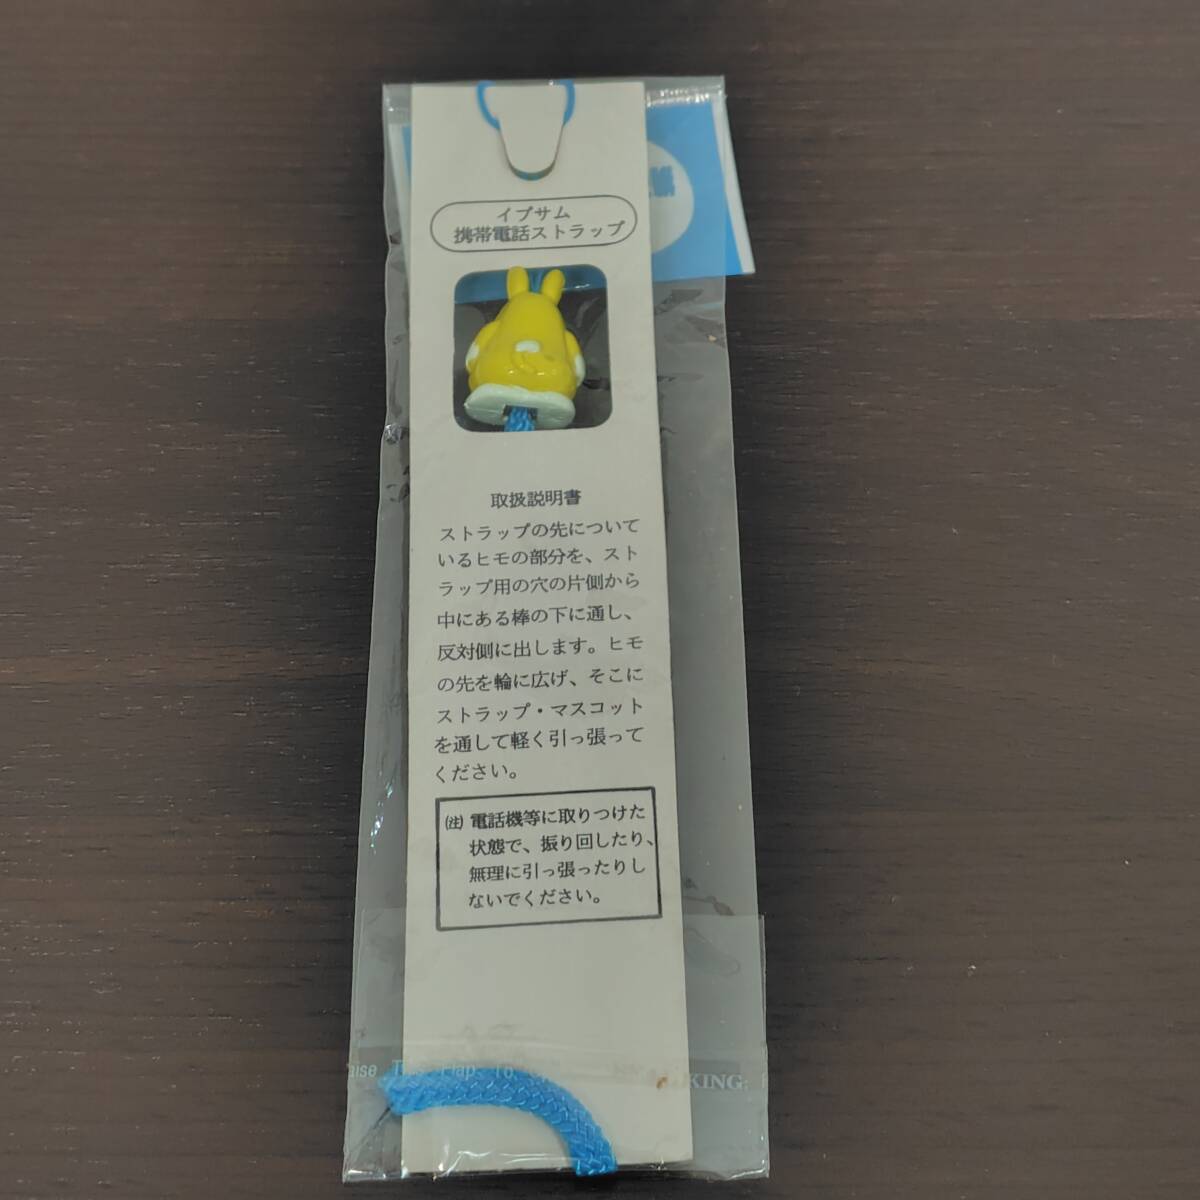 イプサム
携帯電話ストラップ
取扱説明書
ストラップの先について
いるヒモの部分を、スト
ラップ用の穴の片側から
中にある棒の下に通し、
反対側に出します。ヒモ
の先を輪に広げ、そこに
ストラップ・マスコット
を通して軽く引っ張って
ください。
㊟ 電話機等に取りつけた
状態で、振り回したり、
無理に引っ張ったりし
ないでください。
Flap To
KING: